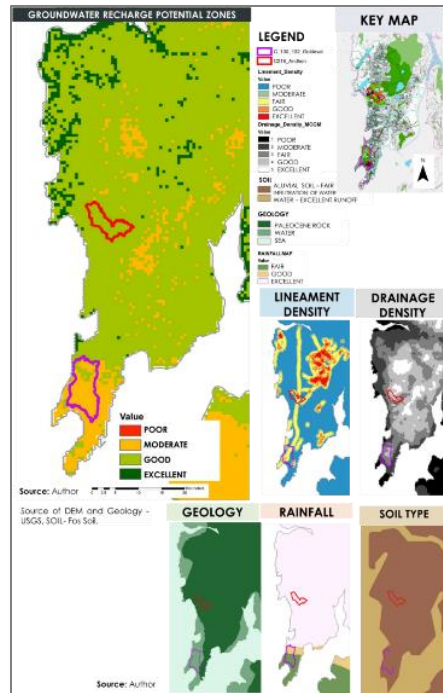 GROUNDWATER RECHARGE POTENTIAL ZONES
KEY MAP
N
LEGEND
Lineament_Density
Value
POOR
MODERATE
FAIR
GOOD
EXCELLENT
Drainage_Density_MCGM
Value
POOR
MODERATE
FAIR
GOOD
EXCELLENT
SOIL
ALUVIAL SOIL - FAIR
INFILTRATION OF WATER
WATER - EXCELLENT RUNOFF
GEOLOGY
PALEOCENE ROCK
WATER
SEA
RAINFALL MAP
Value
FAIR
GOOD
EXCELLENT
LINEAMENT
DENSITY
DRAINAGE
DENSITY
Value
POOR
MODERATE
GOOD
EXCELLENT
Source: Author
Source of DEM and Geology -
USGS, SOIL- Fao Soil.
GEOLOGY
RAINFALL
SOIL TYPE
Source: Author